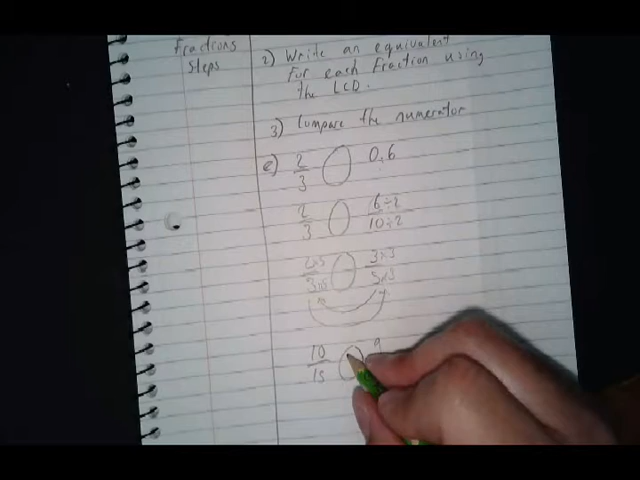 Fractions
Steps
2) Write an equivalent
For each Fraction using
the LCD.
3) Compare the numerator
e) 2/3 ◯ 0.6
2/3 ◯ 6÷2/10÷2
2×5/3×5 ◯ 3×3/5×3
15
10/15 ◯ 9